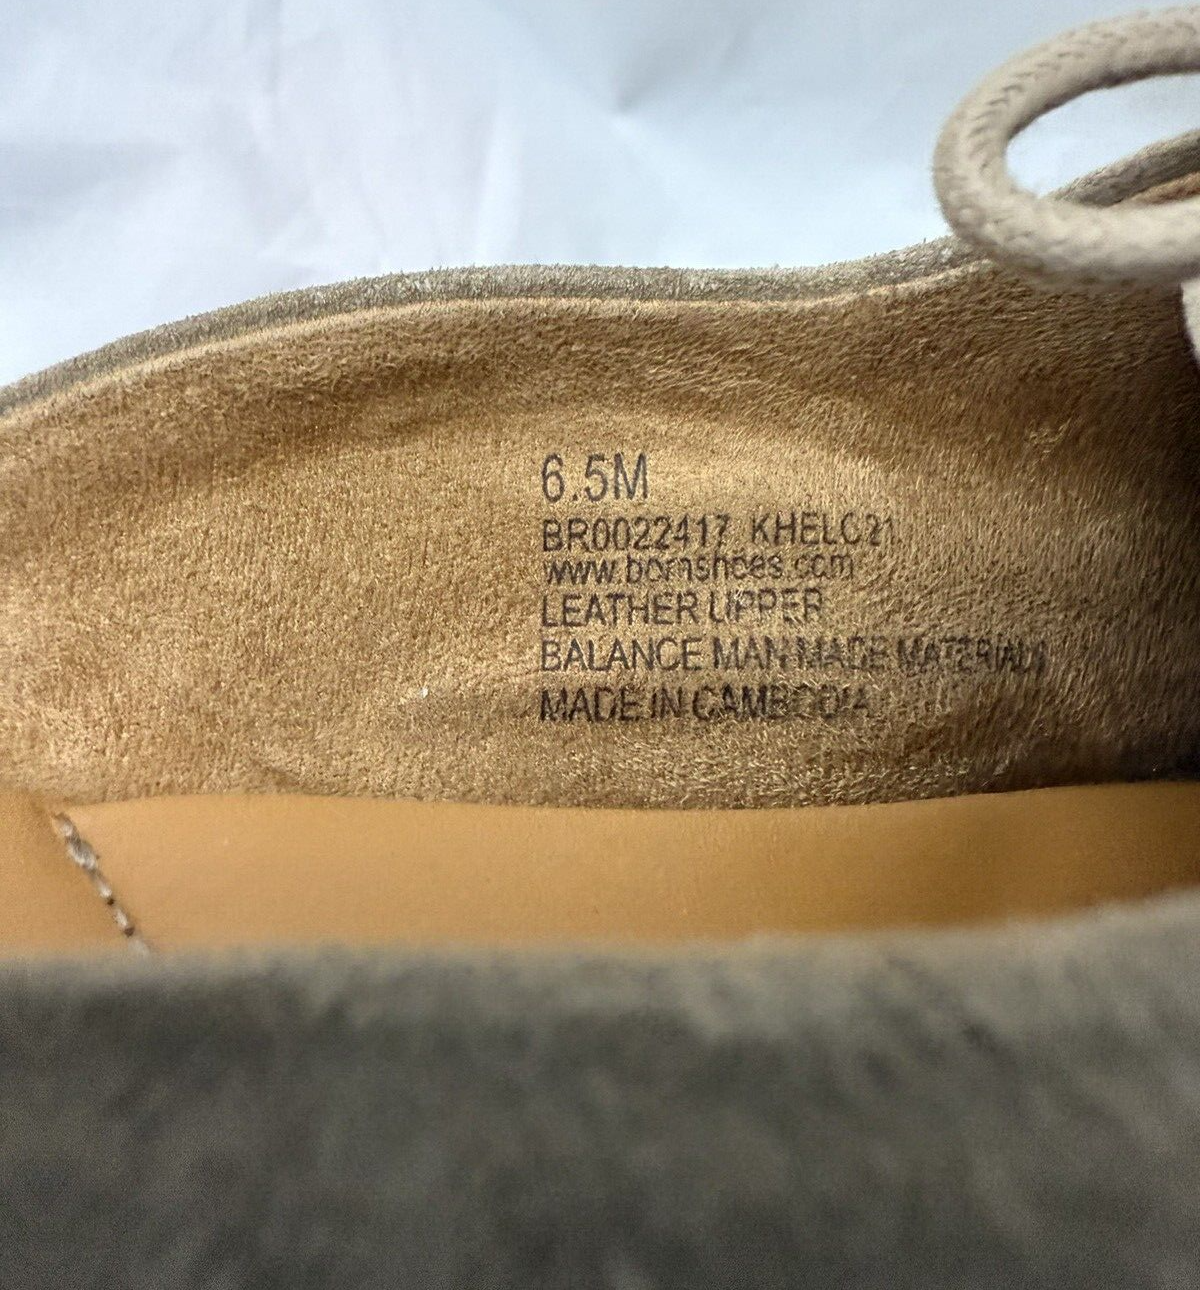 6.5M
BR0022417 KHELC21
www.bornshoes.com
LEATHER UPPER
BALANCE MAN MADE MATERIALS
MADE IN CAMBODIA